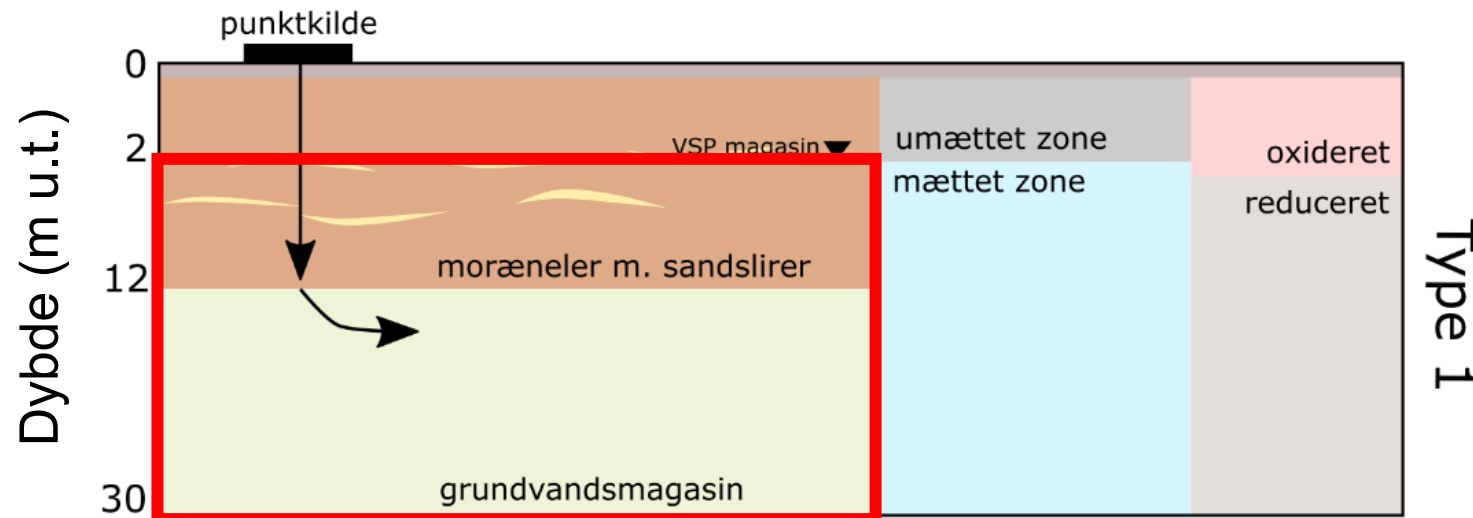 punktkilde
0
2
12
30
Dybde (m u.t.)
VSP magasin
moræneler m. sandslirer
grundvandsmagasin
umættet zone
mættet zone
oxideret
reduceret
Type 1